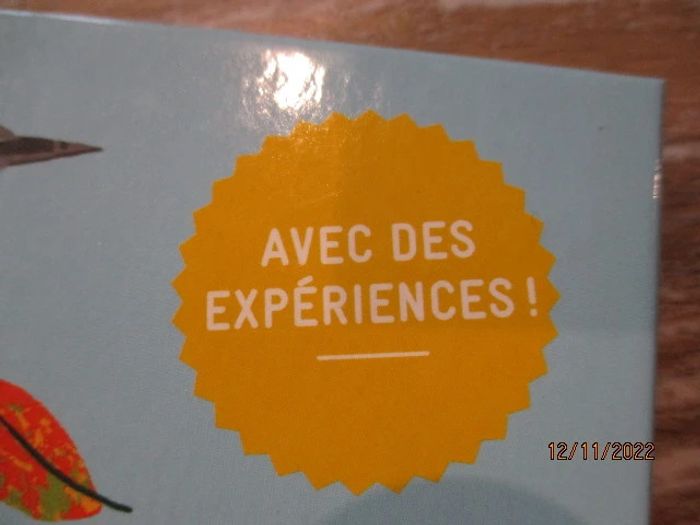 AVEC DES
EXPÉRIENCES !
12/11/2022